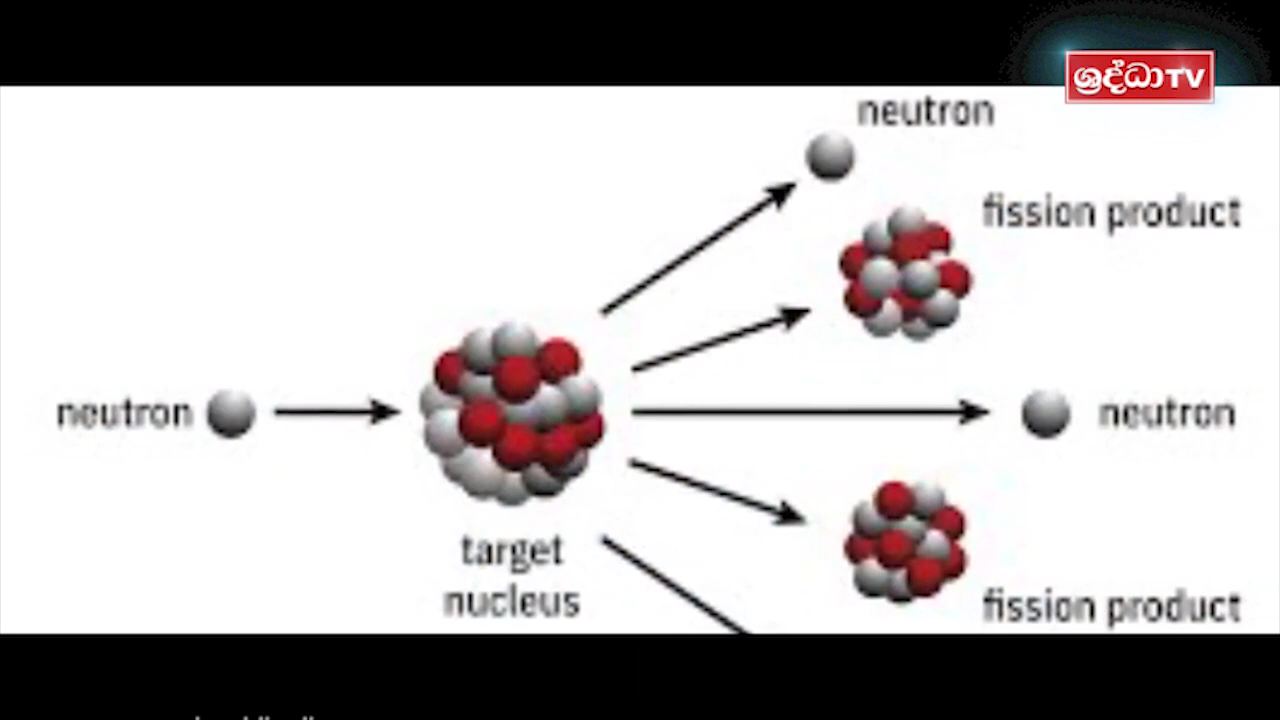 ශ්‍රද්ධාTV
neutron
fission product
neutron
neutron
target
nucleus
fission product